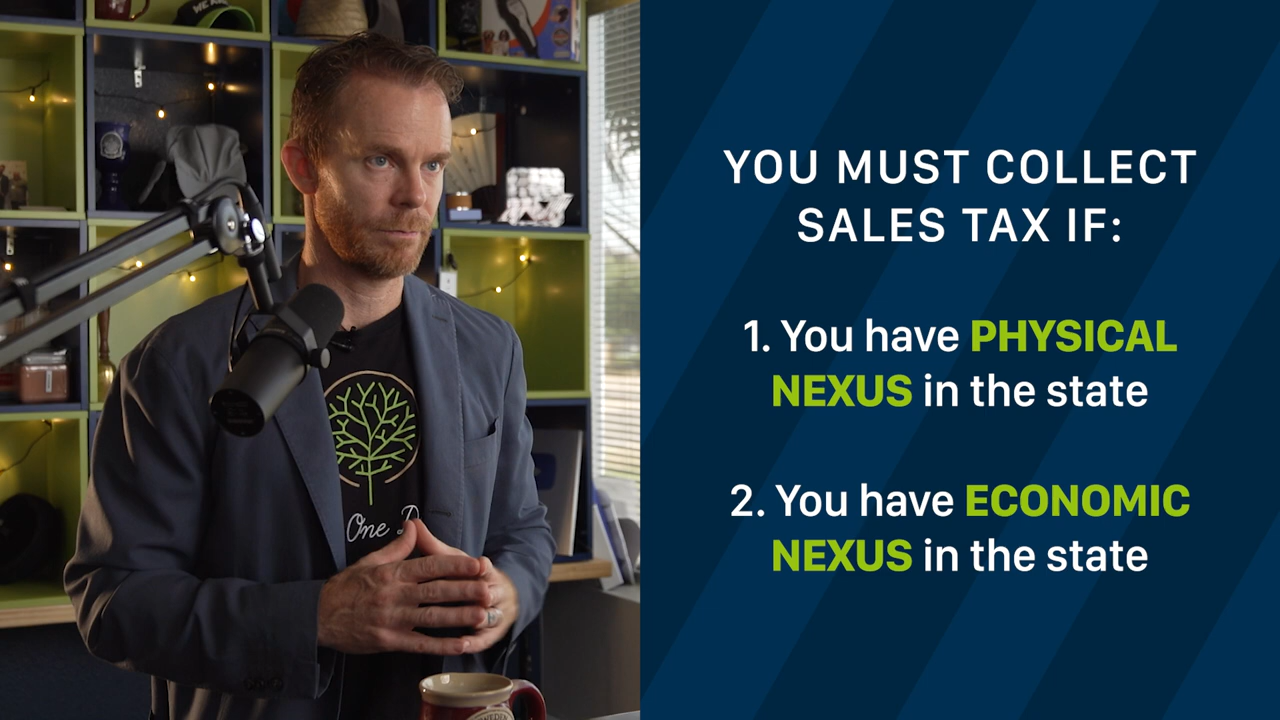 YOU MUST COLLECT
SALES TAX IF:
1. You have PHYSICAL
NEXUS in the state
2. You have ECONOMIC
NEXUS in the state
One